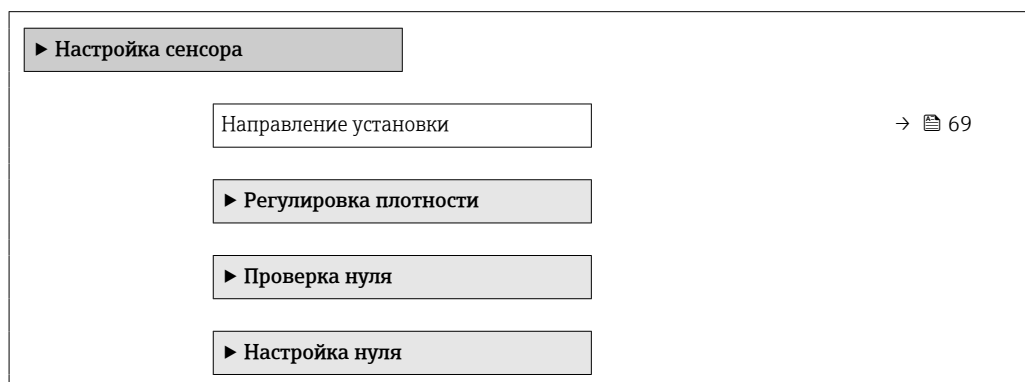 ► Настройка сенсора
Направление установки → 69
► Регулировка плотности
► Проверка нуля
► Настройка нуля